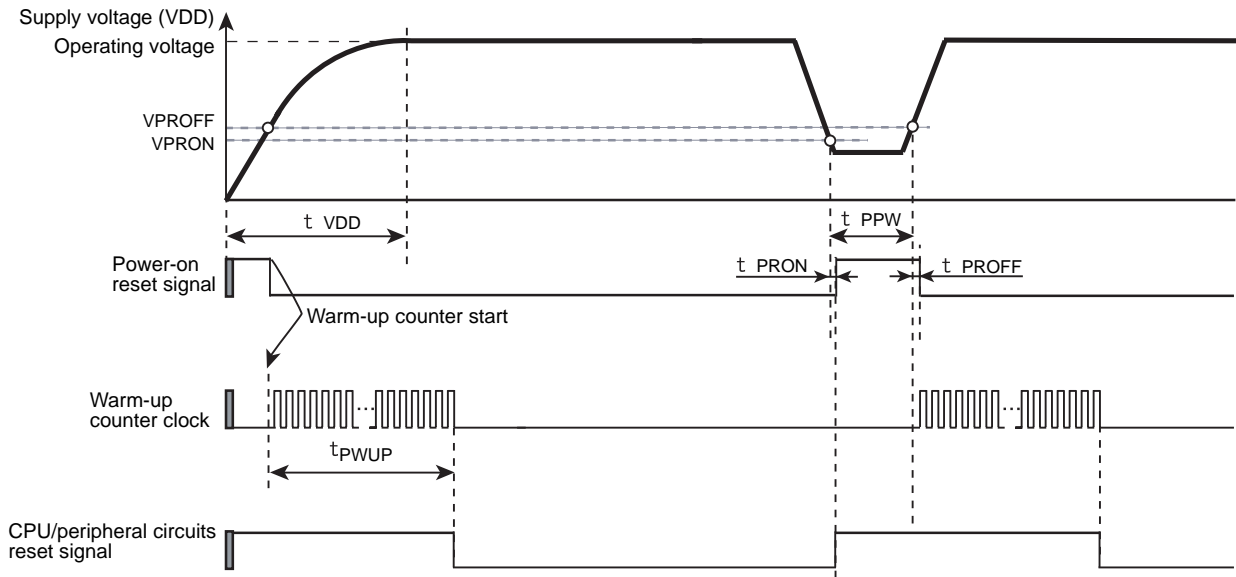 Supply voltage (VDD)
Operating voltage
VPROFF
VPRON
t VDD
t PPW
Power-on
reset signal
t PRON
t PROFF
Warm-up counter start
Warm-up
counter clock
...
...
tPWUP
CPU/peripheral circuits
reset signal